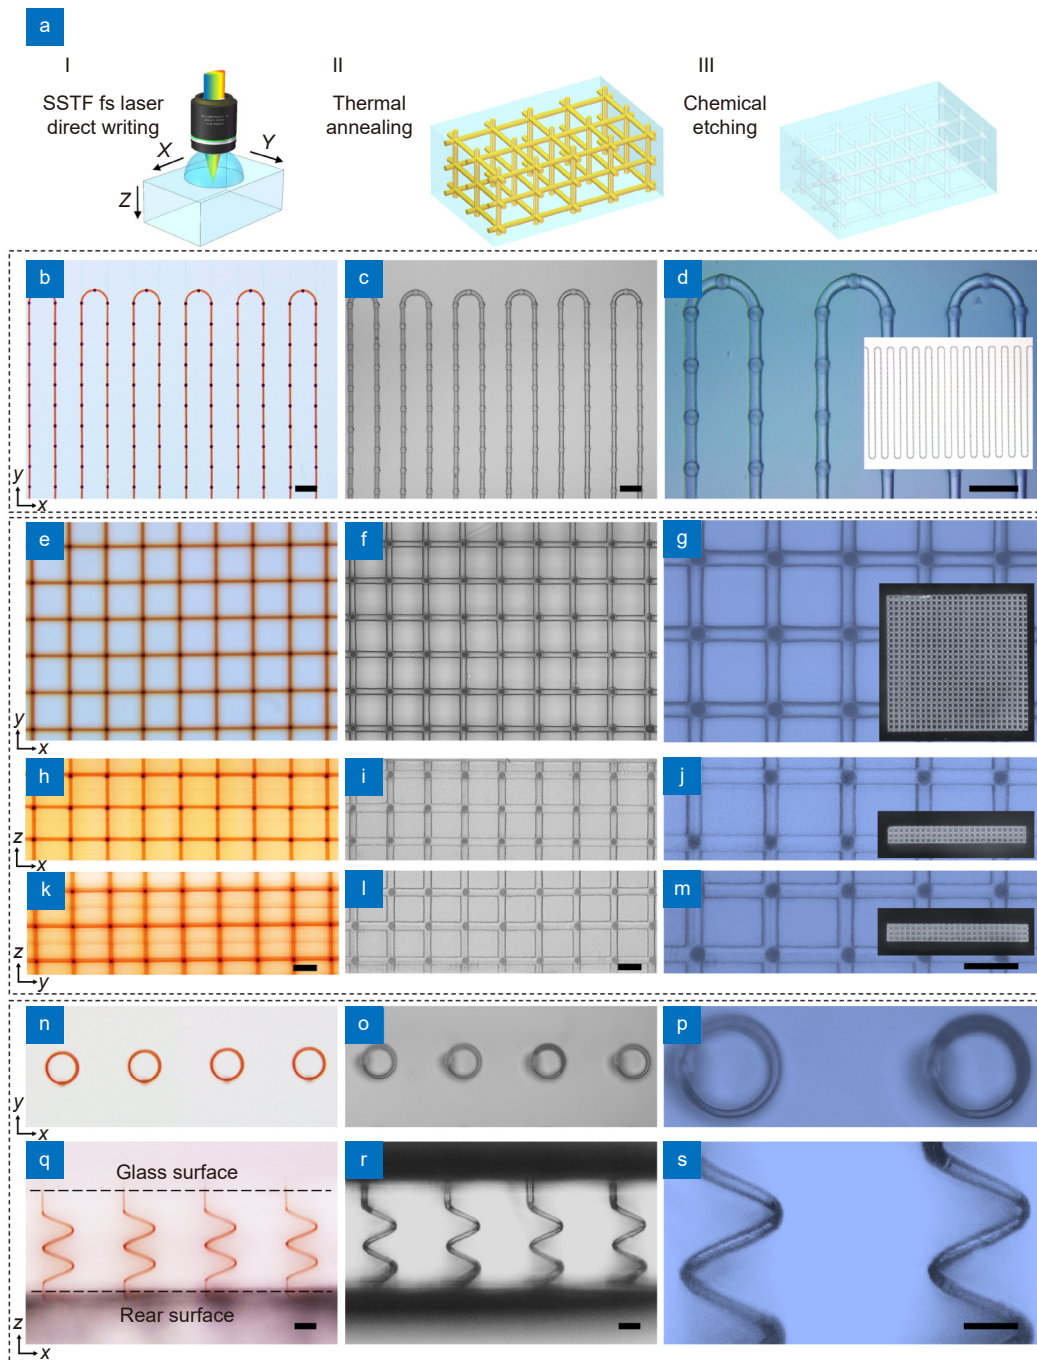 a
I
II
III
SSTF fs laser
direct writing
Thermal
annealing
Chemical
etching
X
Y
Z
b
c
d
y
x
e
f
g
y
x
h
i
j
z
x
k
l
m
z
y
n
o
p
y
x
q
r
s
Glass surface
Rear surface
z
x